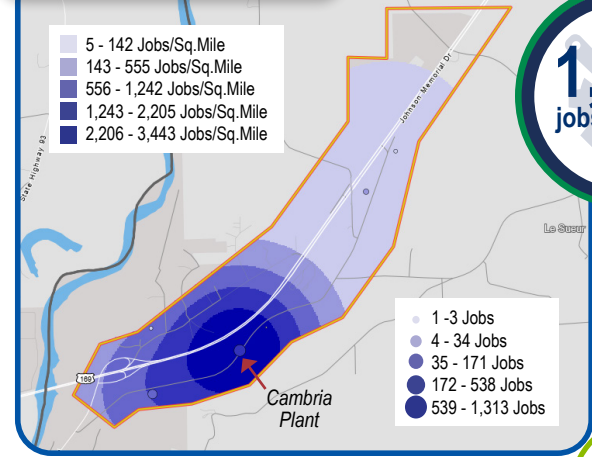 5 - 142 Jobs/Sq.Mile
143 - 555 Jobs/Sq.Mile
556 - 1,242 Jobs/Sq.Mile
1,243 - 2,205 Jobs/Sq.Mile
2,206 - 3,443 Jobs/Sq.Mile
Johnson Memorial Dr
1,
jobs
State Highway 93
Le Sueur
169
Cambria
Plant
1 -3 Jobs
4 - 34 Jobs
35 - 171 Jobs
172 - 538 Jobs
539 - 1,313 Jobs